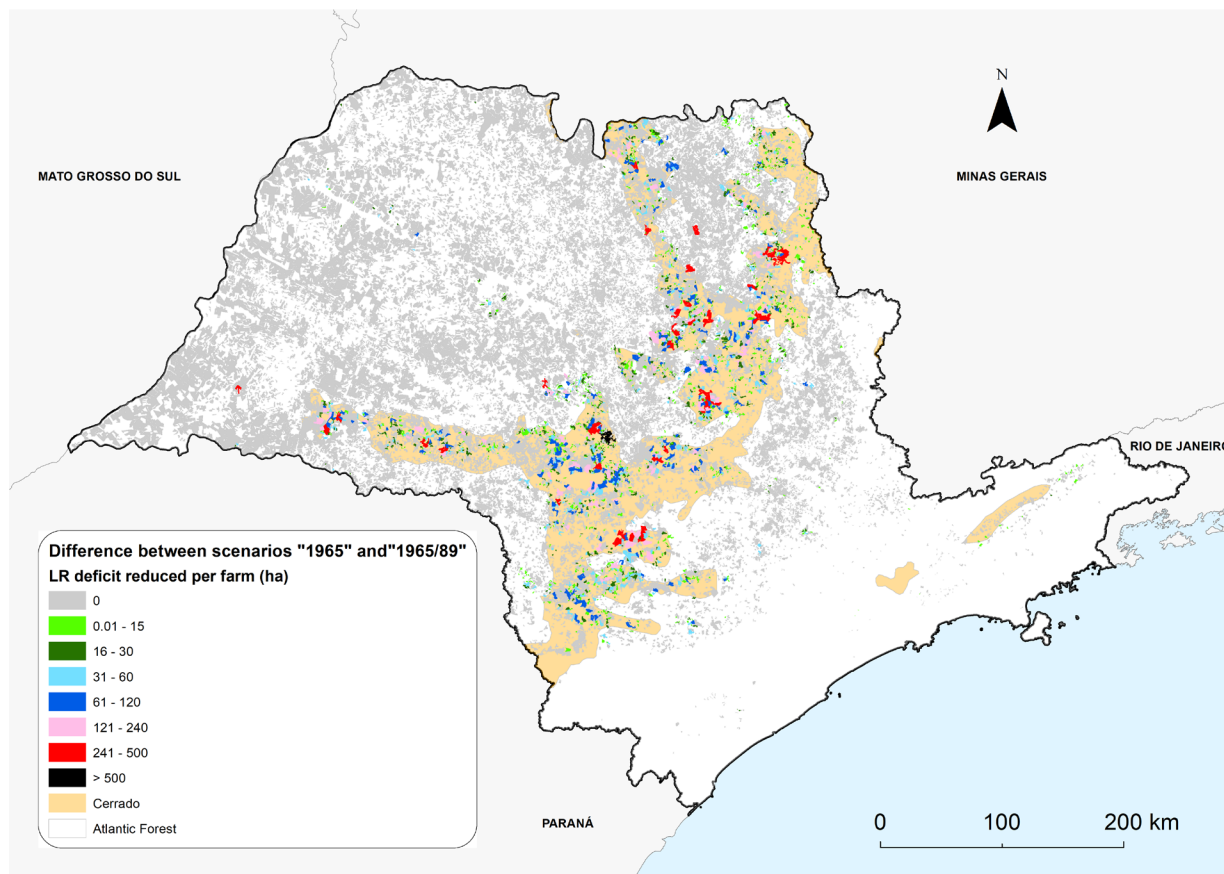 N
MATO GROSSO DO SUL
MINAS GERAIS
RIO DE JANEIRO
Difference between scenarios "1965" and"1965/89"
LR deficit reduced per farm (ha)
0
0.01 - 15
16 - 30
31 - 60
61 - 120
121 - 240
241 - 500
> 500
Cerrado
Atlantic Forest
PARANÁ
0 100 200 km